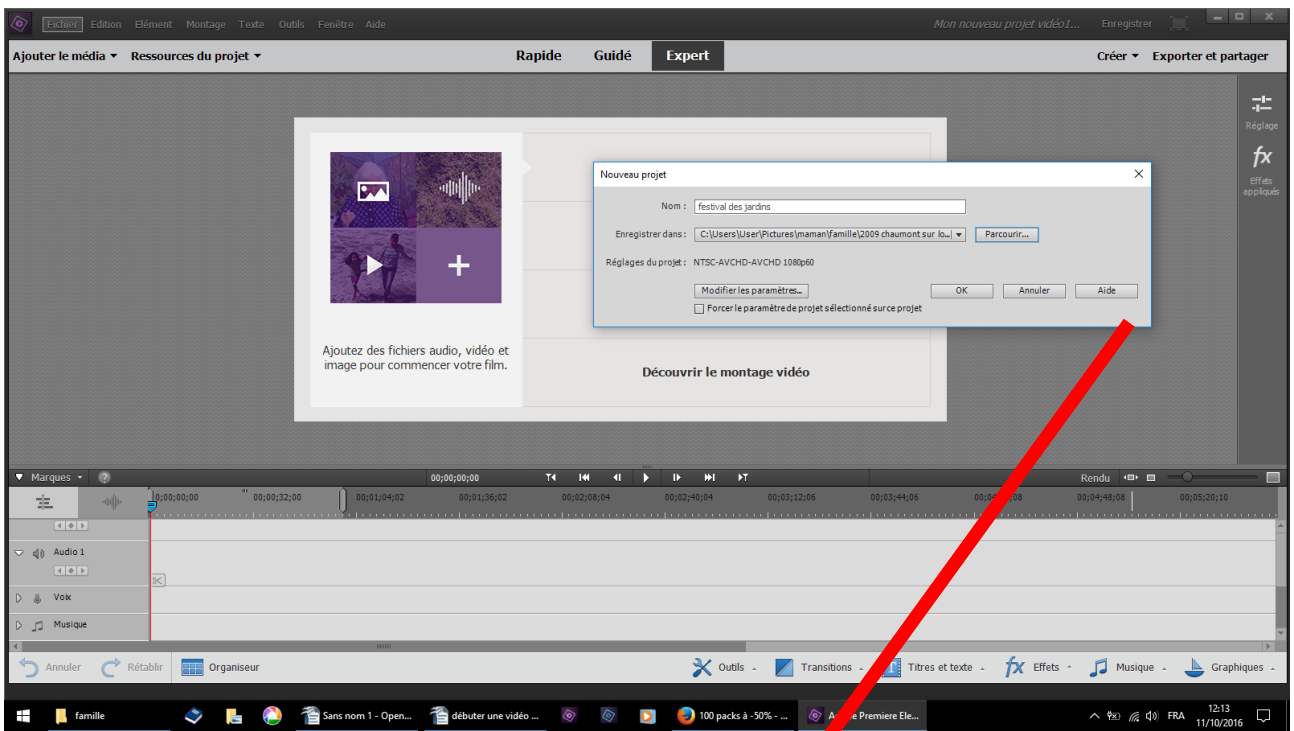 Fichier Edition Elément Montage Texte Outils Fenêtre Aide Mon nouveau projet vidéo1... Enregistrer
Ajouter le média Ressources du projet Rapide Guidé Expert Créer Exporter et partager
Réglage
fx
Effets
appliqués
Nouveau projet
Nom : festival des jardins
Enregistrer dans : C:\Users\User\Pictures\maman\famille\2009 chaumont sur lo... Parcourir...
Réglages du projet : NTSC-AVCHD-AVCHD 1080p60
Modifier les paramètres... OK Annuler Aide
Forcer le paramètre de projet sélectionné sur ce projet
Ajoutez des fichiers audio, vidéo et
image pour commencer votre film.
Découvrir le montage vidéo
Marques 00;00;00;00 Rendu
0;00;00;00 00;00;32;00 00;01;04;02 00;01;36;02 00;02;08;04 00;02;40;04 00;03;12;06 00;03;44;06 00;04;48;08 00;05;20;10
Audio 1
Voix
Musique
Annuler Rétablir Organiseur Outils Transitions Titres et texte fx Effets Musique Graphiques
famille Sans nom 1 - Open... débuter une vidéo ... 100 packs à -50% - ... Premiere Ele... FRA 12:13
11/10/2016